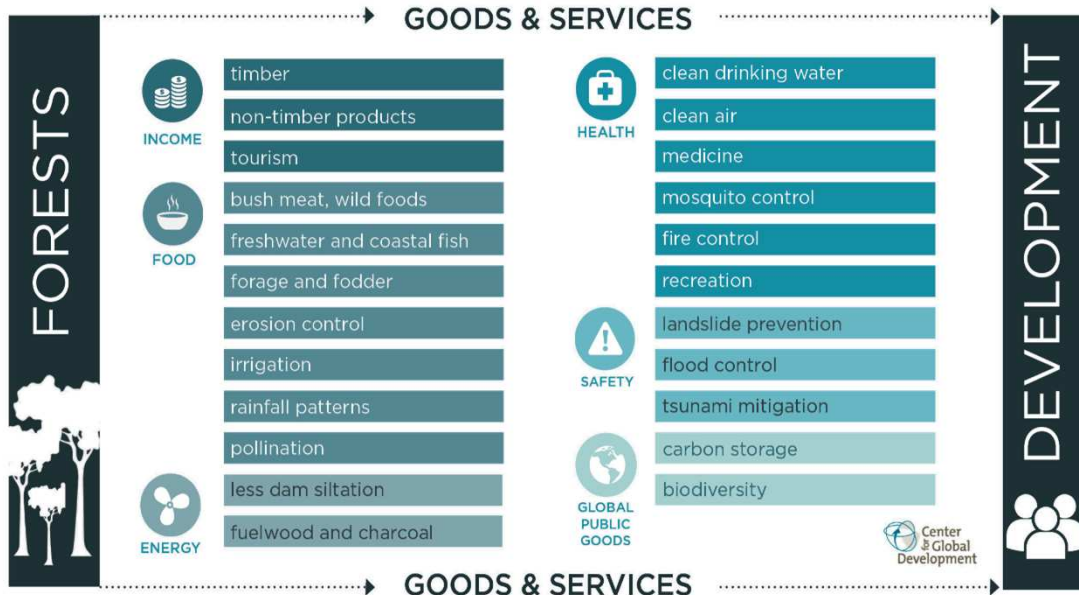 GOODS & SERVICES
FORESTS
INCOME
timber
non-timber products
tourism
FOOD
bush meat, wild foods
freshwater and coastal fish
forage and fodder
erosion control
irrigation
rainfall patterns
pollination
ENERGY
less dam siltation
fuelwood and charcoal
HEALTH
clean drinking water
clean air
medicine
mosquito control
fire control
recreation
SAFETY
landslide prevention
flood control
tsunami mitigation
GLOBAL
PUBLIC
GOODS
carbon storage
biodiversity
Center
for Global
Development
DEVELOPMENT
GOODS & SERVICES